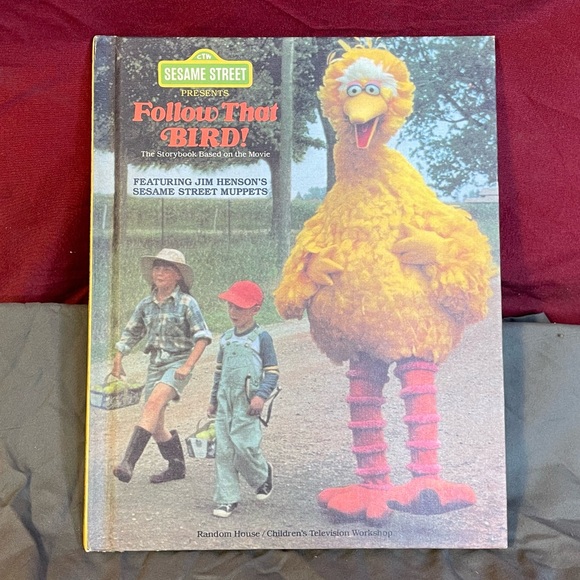 CTW
SESAME STREET
PRESENTS
Follow That
BIRD!
The Storybook Based on the Movie
FEATURING JIM HENSON'S
SESAME STREET MUPPETS
Random House / Children's Television Workshop